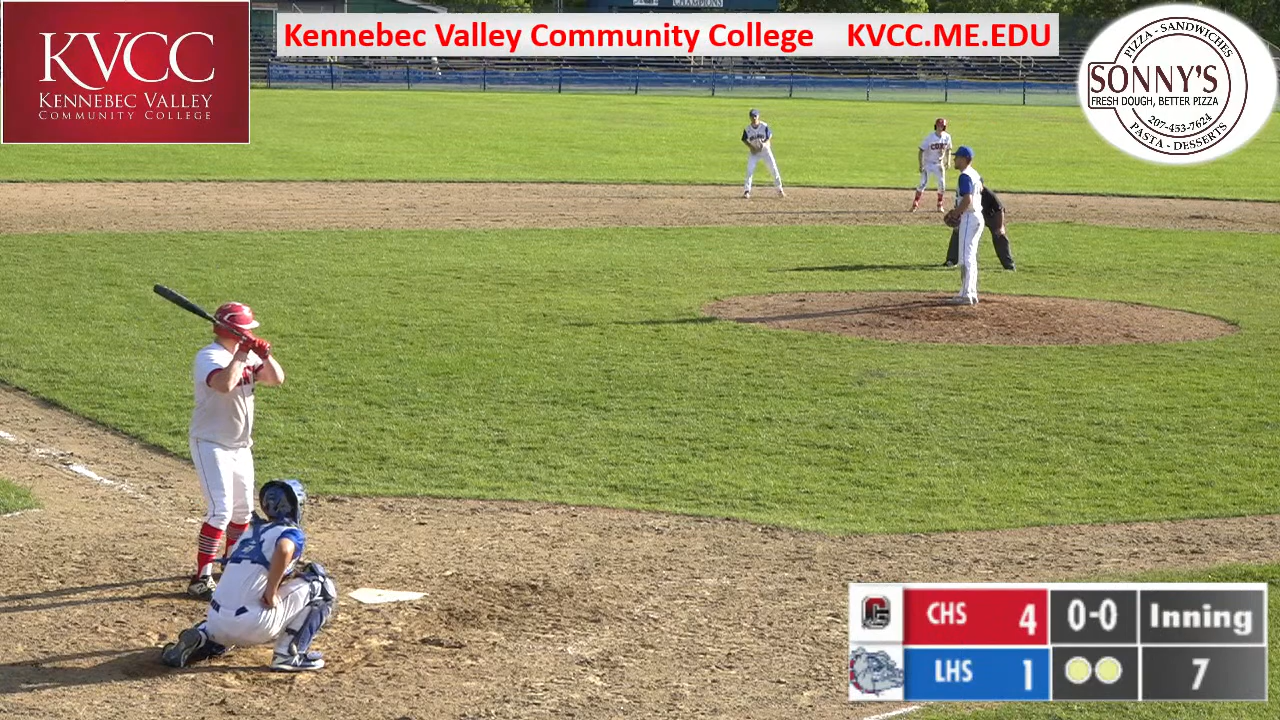 CHAMPIONS
KVCC
KENNEBEC VALLEY
COMMUNITY COLLEGE
Kennebec Valley Community College KVCC.ME.EDU
PIZZA - SANDWICHES
SONNY'S
FRESH DOUGH, BETTER PIZZA
207-453-7624
PASTA - DESSERTS
CHS 4 0-0 Inning
LHS 1 7